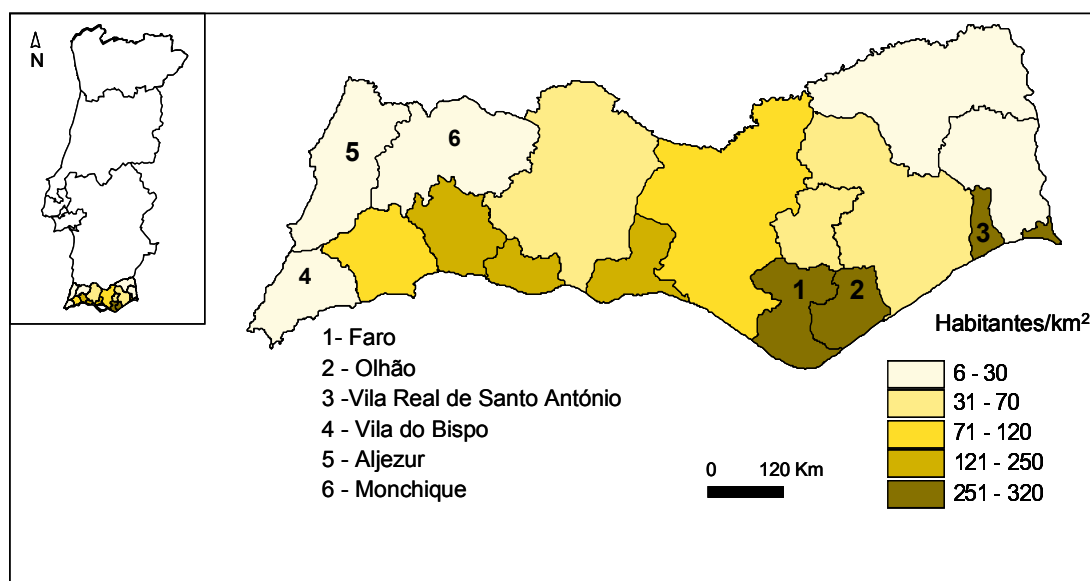 N
5
6
4
3
1
2
1- Faro
2 - Olhão
3 -Vila Real de Santo António
4 - Vila do Bispo
5 - Aljezur
6 - Monchique
0 120 Km
Habitantes/km²
6 - 30
31 - 70
71 - 120
121 - 250
251 - 320